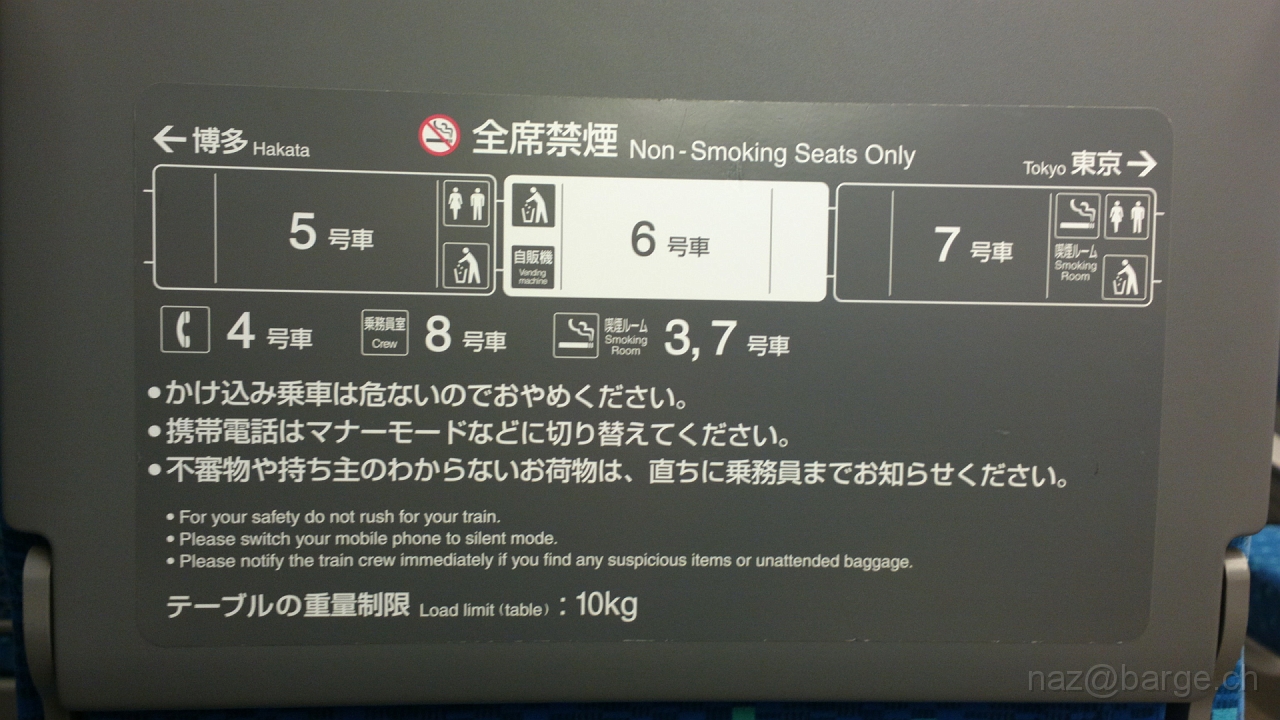 ← 博多 Hakata
全席禁煙 Non-Smoking Seats Only
Tokyo 東京 →
5 号車
自販機
Vending
machine
6 号車
7 号車
喫煙ルーム
Smoking
Room
4 号車
乗務員室
Crew
8 号車
喫煙ルーム
Smoking
Room
3,7 号車
●かけ込み乗車は危ないのでおやめください。
●携帯電話はマナーモードなどに切り替えてください。
●不審物や持ち主のわからないお荷物は、直ちに乗務員までお知らせください。
• For your safety do not rush for your train.
• Please switch your mobile phone to silent mode.
• Please notify the train crew immediately if you find any suspicious items or unattended baggage.
テーブルの重量制限 Load limit (table) : 10kg
naz@barge.ch